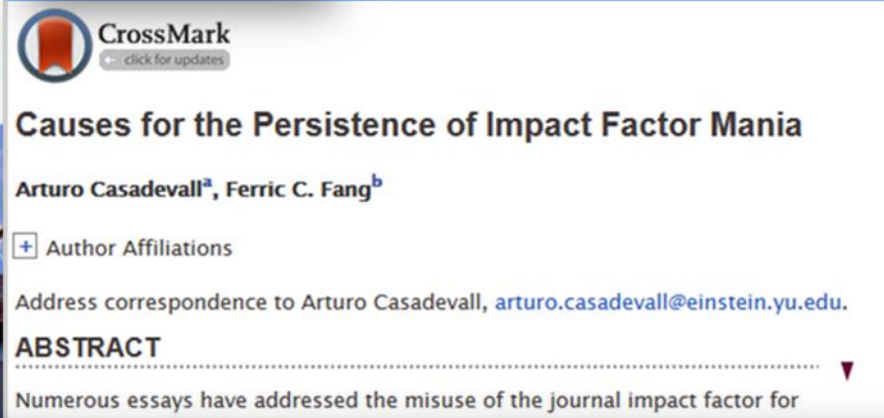 CrossMark
click for updates
Causes for the Persistence of Impact Factor Mania
Arturo Casadevallᵃ, Ferric C. Fangᵇ
+ Author Affiliations
Address correspondence to Arturo Casadevall, arturo.casadevall@einstein.yu.edu.
ABSTRACT
Numerous essays have addressed the misuse of the journal impact factor for